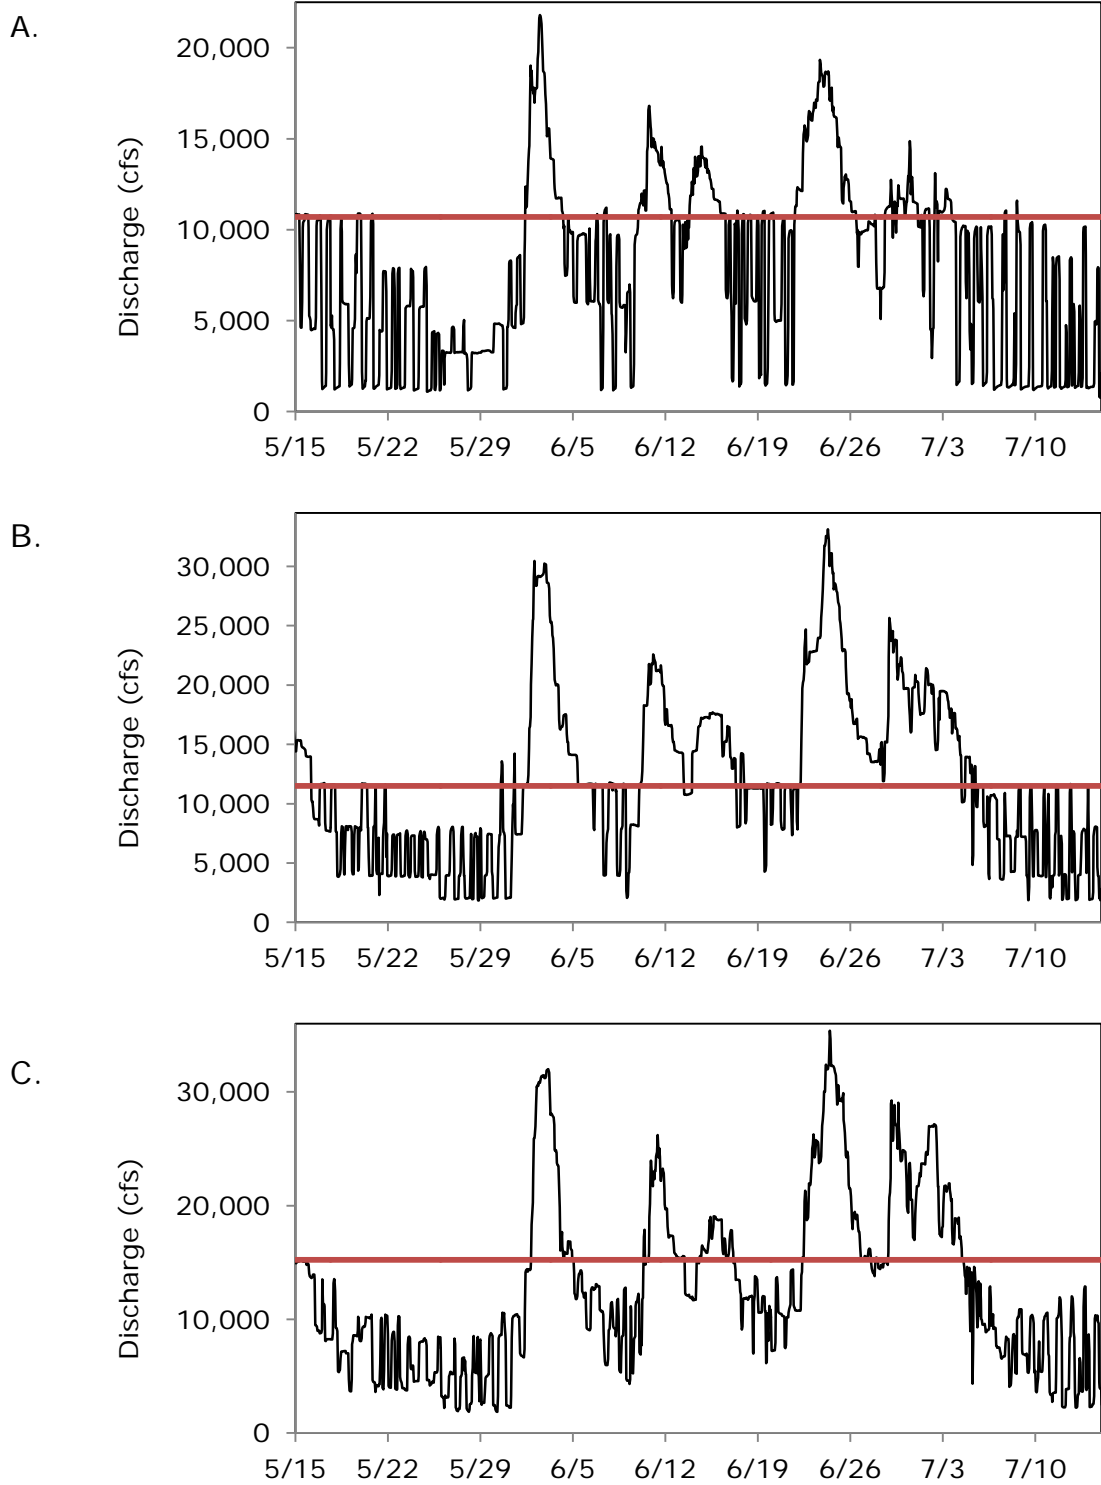 A.
Discharge (cfs)
20,000
15,000
10,000
5,000
0
5/15 5/22 5/29 6/5 6/12 6/19 6/26 7/3 7/10
B.
Discharge (cfs)
30,000
25,000
20,000
15,000
10,000
5,000
0
5/15 5/22 5/29 6/5 6/12 6/19 6/26 7/3 7/10
C.
Discharge (cfs)
30,000
20,000
10,000
0
5/15 5/22 5/29 6/5 6/12 6/19 6/26 7/3 7/10